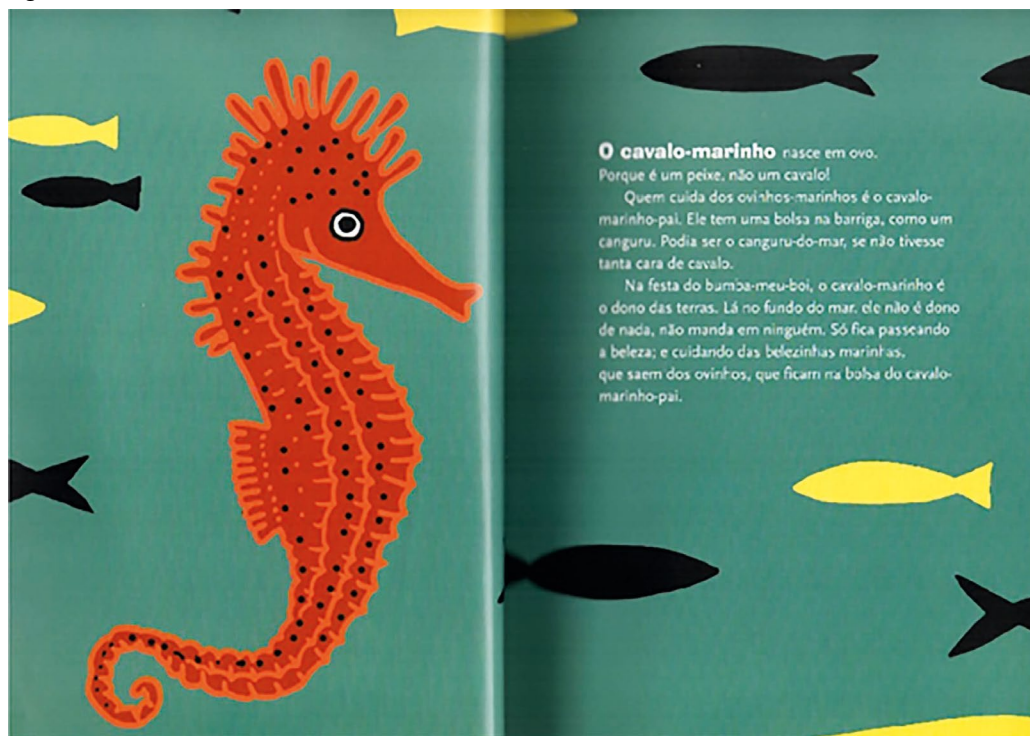 O cavalo-marinho nasce em ovo.
Porque é um peixe, não um cavalo!
Quem cuida dos ovinhos-marinhos é o cavalo-
marinho-pai. Ele tem uma bolsa na barriga, como um
canguru. Podia ser o canguru-do-mar, se não tivesse
tanta cara de cavalo.
Na festa do bumba-meu-boi, o cavalo-marinho é
o dono das terras. Lá no fundo do mar, ele não é dono
de nada, não manda em ninguém. Só fica passeando
a beleza; e cuidando das belezinhas marinhas,
que saem dos ovinhos, que ficam na bolsa do cavalo-
marinho-pai.